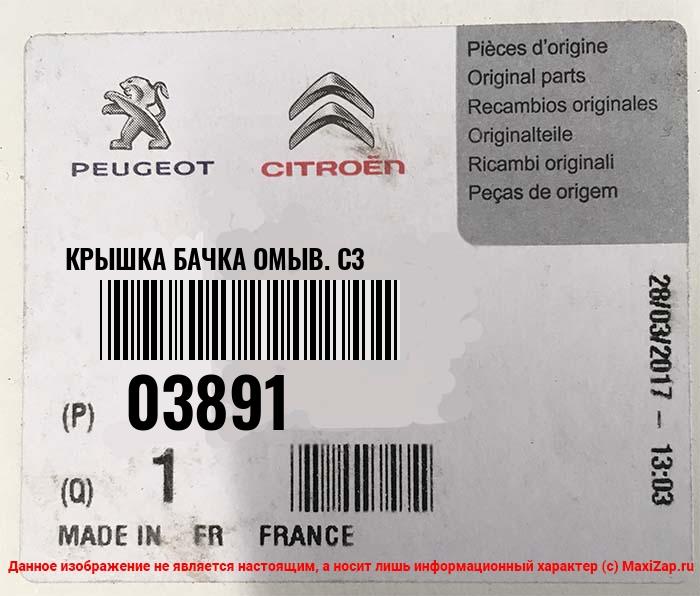 PEUGEOT
CITROËN
Pièces d'origine
Original parts
Recambios originales
Originalteile
Ricambi originali
Peças de origem
КРЫШКА БАЧКА ОМЫВ. C3
(P) 03891
(Q) 1
MADE IN FR FRANCE
28/03/2017 - 13:03
Данное изображение не является настоящим, а носит лишь информационный характер (c) MaxiZap.ru